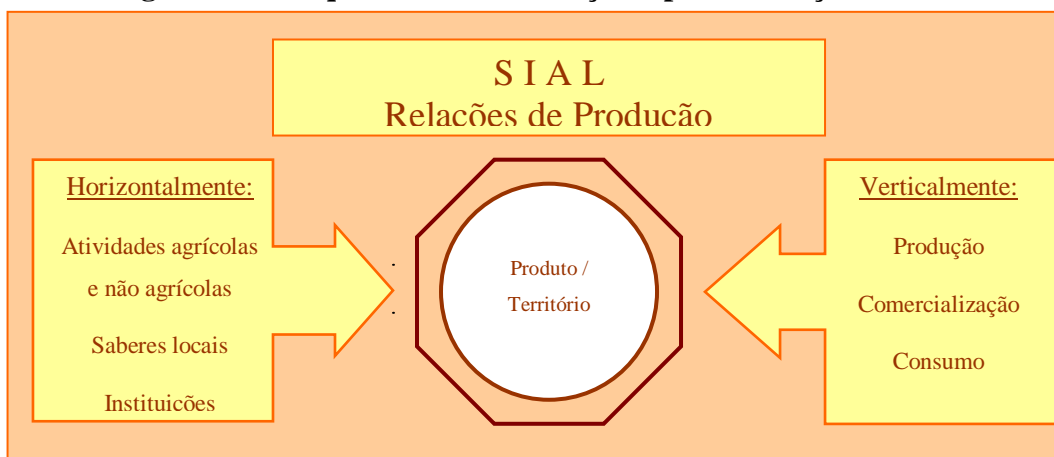 S I A L
Relacões de Producão
Horizontalmente:
Atividades agrícolas
e não agrícolas
Saberes locais
Instituicões
Produto /
Território
Verticalmente:
Produção
Comercialização
Consumo